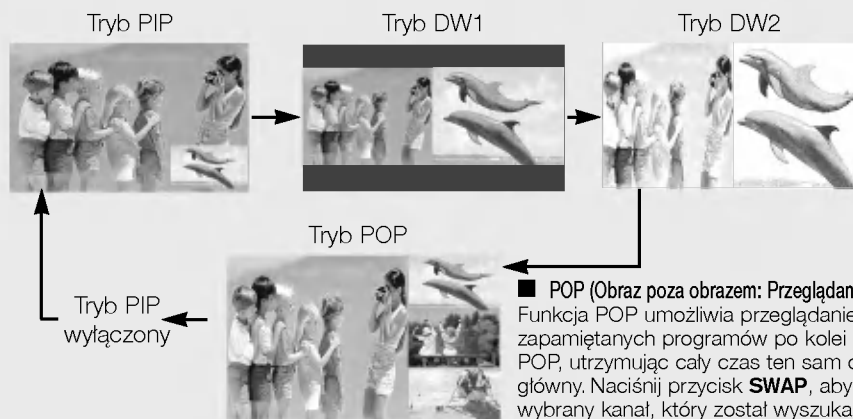 Tryb PIP
Tryb DW1
Tryb DW2
Tryb POP
Tryb PIP
wyłączony
■ POP (Obraz poza obrazem: Przeglądan
Funkcja POP umożliwia przeglądanie
zapamiętanych programów po kolei
POP, utrzymując cały czas ten sam
główny. Naciśnij przycisk SWAP, aby
wybrany kanał, który został wyszuka